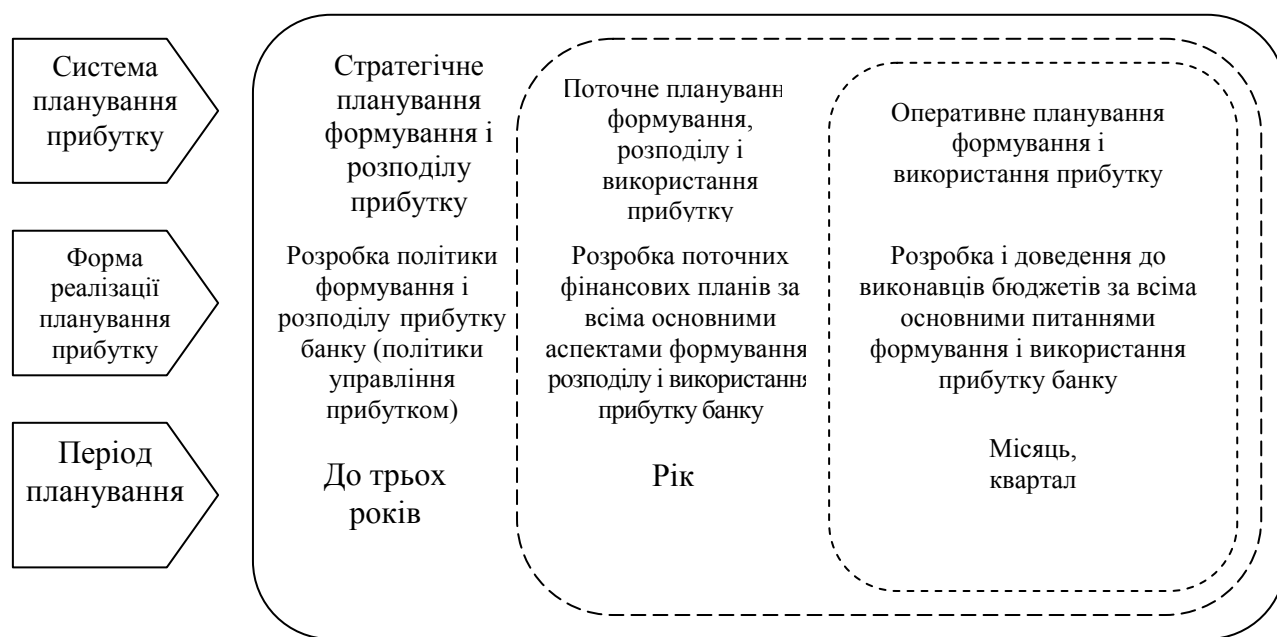 Система
планування
прибутку
Стратегічне
планування
формування і
розподілу
прибутку
Поточне плануванн
формування,
розподілу і
використання
прибутку
Оперативне планування
формування і
використання прибутку
Форма
реалізації
планування
прибутку
Розробка політики
формування і
розподілу прибутку
банку (політики
управління
прибутком)
Розробка поточних
фінансових планів за
всіма основними
аспектами формування
розподілу і використання
прибутку банку
Розробка і доведення до
виконавців бюджетів за всіма
основними питаннями
формування і використання
прибутку банку
Період
планування
До трьох
років
Рік
Місяць,
квартал